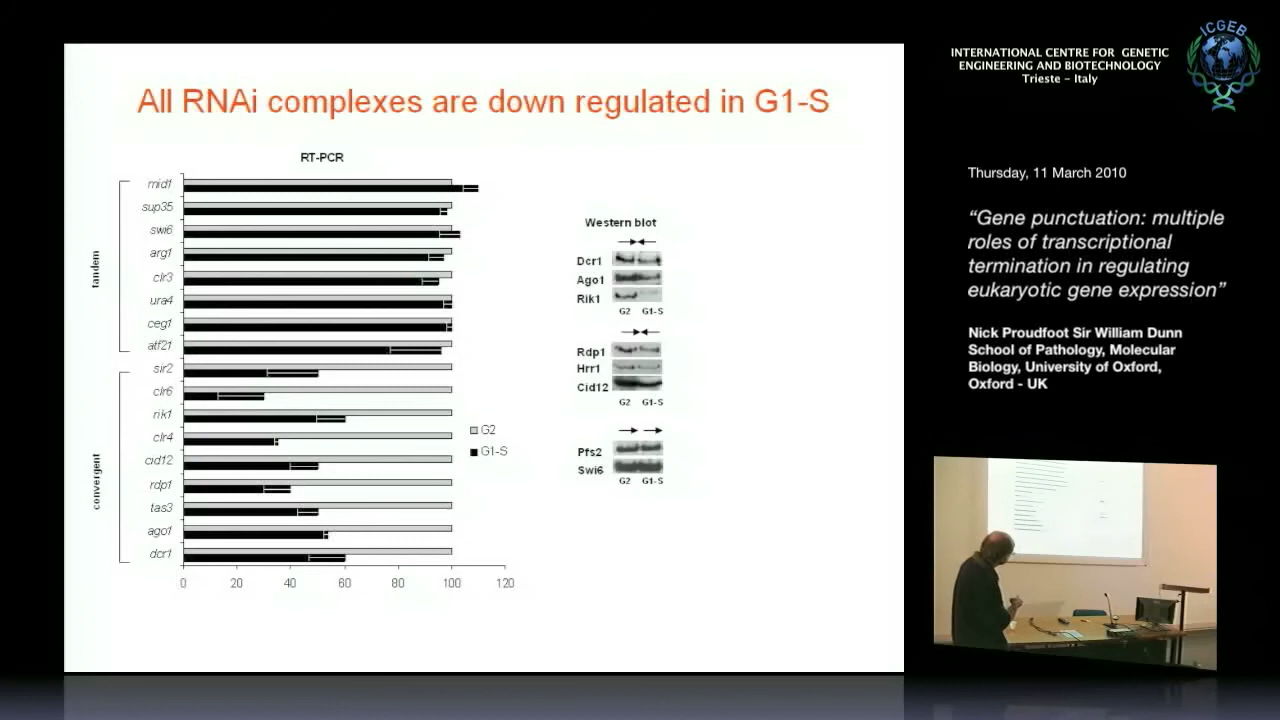 All RNAi complexes are down regulated in G1-S
RT-PCR
tandem
mid1
sup35
swi6
arg1
clr3
ura4
ceg1
atf21
convergent
sir2
clr6
rik1
clr4
cid12
rdp1
tas3
ago1
dcr1
0 20 40 60 80 100 120
G2
G1-S
Western blot
Dcr1
Ago1
Rik1
G2 G1-S
Rdp1
Hrr1
Cid12
G2 G1-S
Pfs2
Swi6
G2 G1-S
INTERNATIONAL CENTRE FOR GENETIC
ENGINEERING AND BIOTECHNOLOGY
Trieste – Italy
ICGEB
Thursday, 11 March 2010
“Gene punctuation: multiple
roles of transcriptional
termination in regulating
eukaryotic gene expression”
Nick Proudfoot Sir William Dunn
School of Pathology, Molecular
Biology, University of Oxford,
Oxford - UK